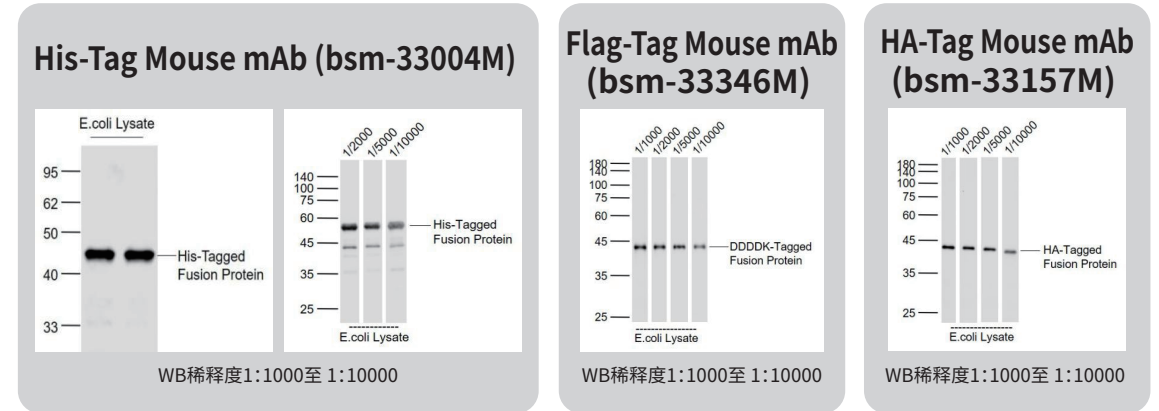 His-Tag Mouse mAb (bsm-33004M)
E.coli Lysate
95
62
50
40
33
His-Tagged
Fusion Protein
1/2000
1/5000
1/10000
140
100
75
60
45
35
25
His-Tagged
Fusion Protein
E.coli Lysate
WB稀释度1:1000至 1:10000
Flag-Tag Mouse mAb
(bsm-33346M)
1/1000
1/2000
1/5000
1/10000
180
140
100
75
60
45
35
25
DDDDK-Tagged
Fusion Protein
E.coli Lysate
WB稀释度1:1000至 1:10000
HA-Tag Mouse mAb
(bsm-33157M)
1/1000
1/2000
1/5000
1/10000
180
140
100
75
60
45
35
25
HA-Tagged
Fusion Protein
E.coli Lysate
WB稀释度1:1000至 1:10000